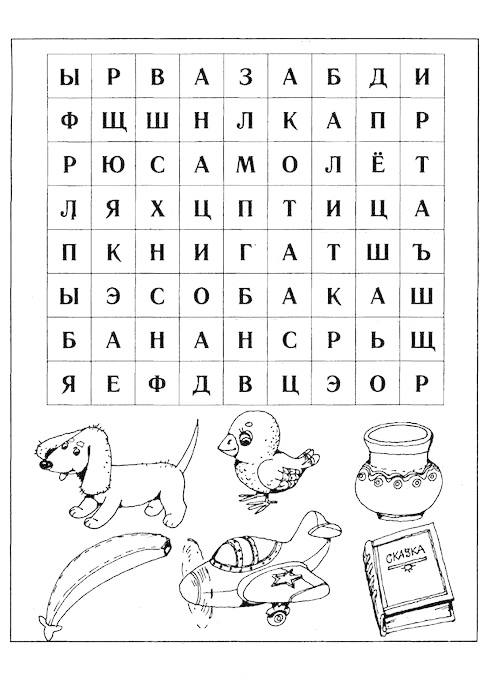 Ы Р В А З А Б Д И
Ф Щ Ш Н Л К А П Р
Р Ю С А М О Л Ё Т
Л Я Х Ц П Т И Ц А
П К Н И Г А Т Ш Ъ
Ы Э С О Б А К А Ш
Б А Н А Н С Р Ь Щ
Я Е Ф Д В Ц Э О Р
СКАЗКА